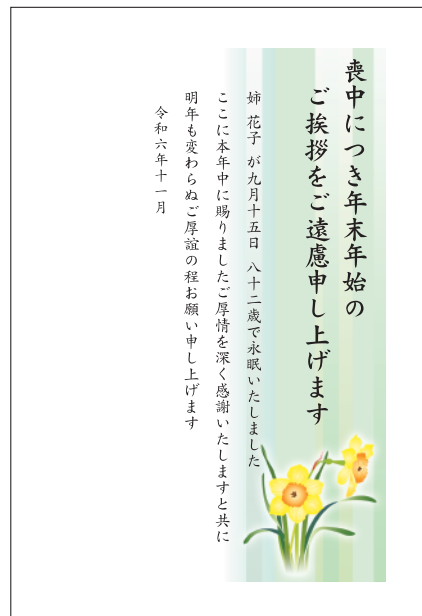 喪中につき年末年始の
ご挨拶をご遠慮申し上げます
姉 花子 が九月十五日 八十二歳で永眠いたしました
ここに本年中に賜りましたご厚情を深く感謝いたしますと共に
明年も変わらぬご厚誼の程お願い申し上げます
令和六年十一月